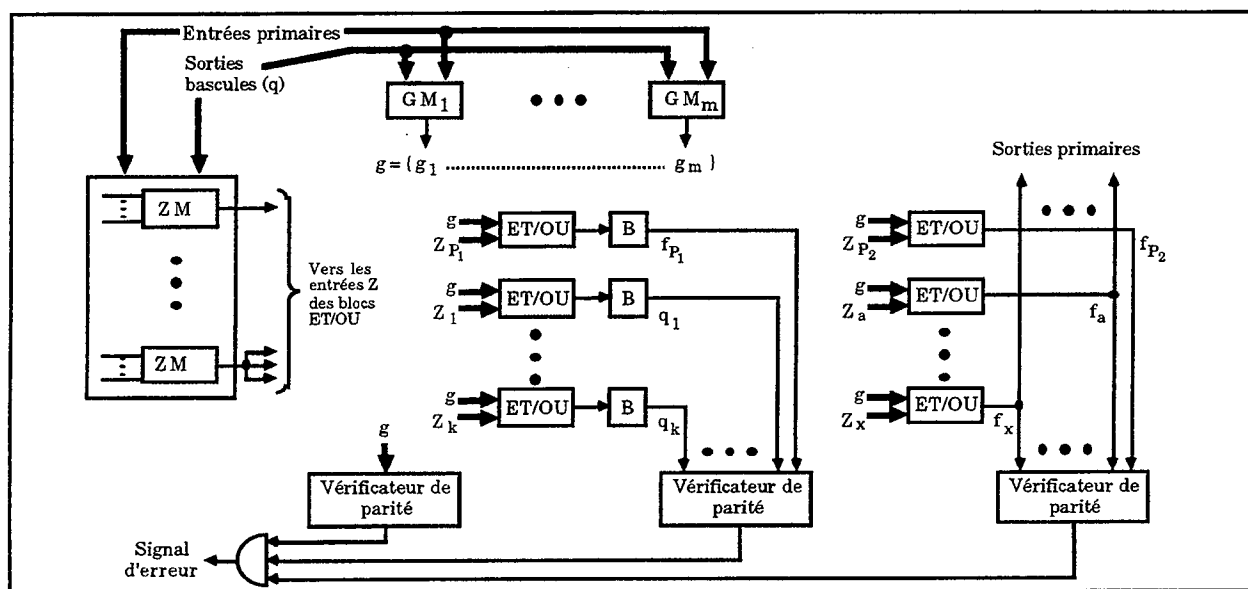 Entrées primaires
Sorties
bascules (q)
GM1
GMm
g = { g1 ........................ gm }
Sorties primaires
ZM
Vers les
entrées Z
des blocs
ET/OU
ZM
g
ZP1
ET/OU
B
fP1
g
Z1
ET/OU
B
q1
g
Zk
ET/OU
B
qk
g
ZP2
ET/OU
fP2
g
Za
ET/OU
fa
g
Zx
ET/OU
fx
g
Vérificateur de
parité
Vérificateur de
parité
Vérificateur de
parité
Signal
d'erreur